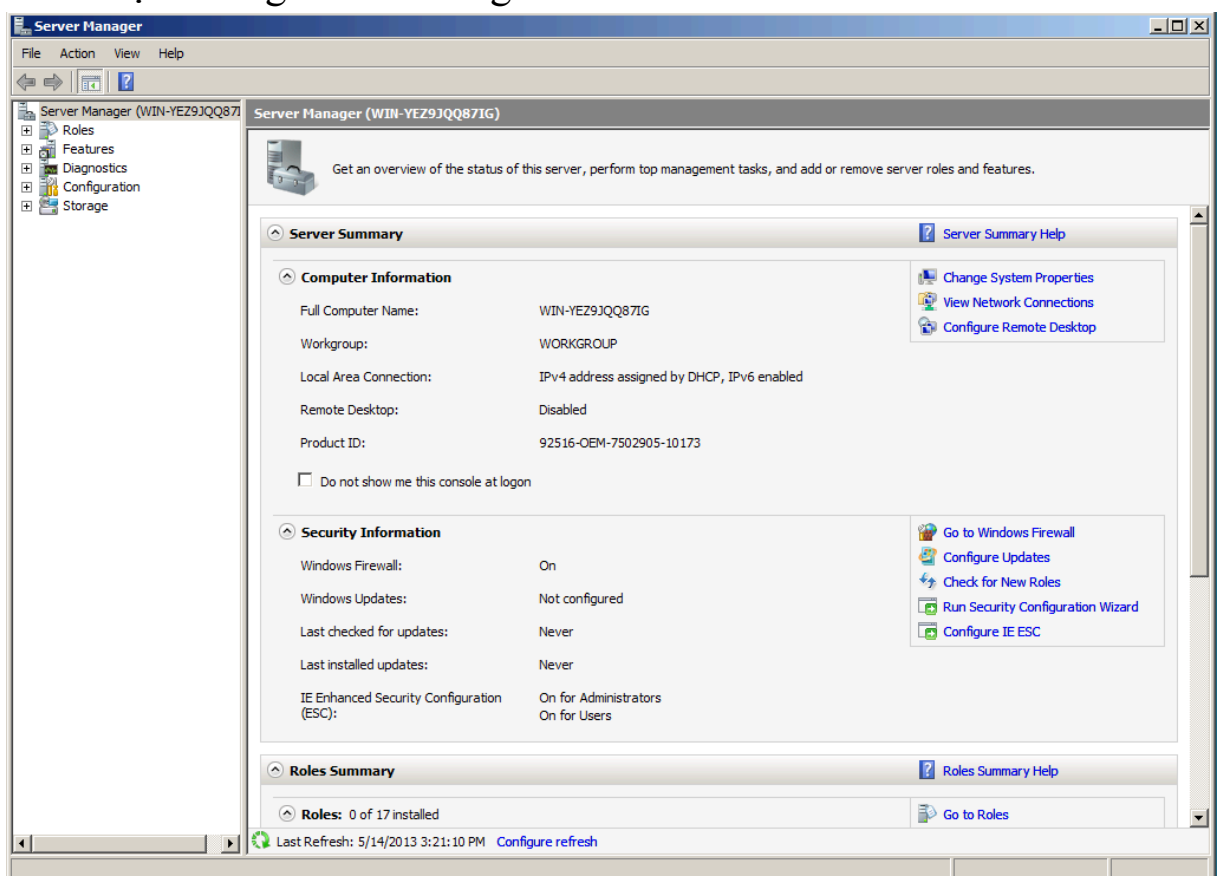 Server Manager
File Action View Help
Server Manager (WIN-YEZ9JQQ87I
Roles
Features
Diagnostics
Configuration
Storage
Server Manager (WIN-YEZ9JQQ87IG)
Get an overview of the status of this server, perform top management tasks, and add or remove server roles and features.
Server Summary
Server Summary Help
Computer Information
Full Computer Name: WIN-YEZ9JQQ87IG
Workgroup: WORKGROUP
Local Area Connection: IPv4 address assigned by DHCP, IPv6 enabled
Remote Desktop: Disabled
Product ID: 92516-OEM-7502905-10173
Do not show me this console at logon
Change System Properties
View Network Connections
Configure Remote Desktop
Security Information
Windows Firewall: On
Windows Updates: Not configured
Last checked for updates: Never
Last installed updates: Never
IE Enhanced Security Configuration (ESC): On for Administrators
On for Users
Go to Windows Firewall
Configure Updates
Check for New Roles
Run Security Configuration Wizard
Configure IE ESC
Roles Summary
Roles Summary Help
Roles: 0 of 17 installed
Go to Roles
Last Refresh: 5/14/2013 3:21:10 PM Configure refresh